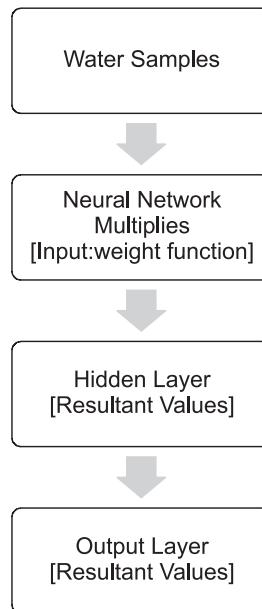 Water Samples
Neural Network
Multiplies
[Input:weight function]
Hidden Layer
[Resultant Values]
Output Layer
[Resultant Values]